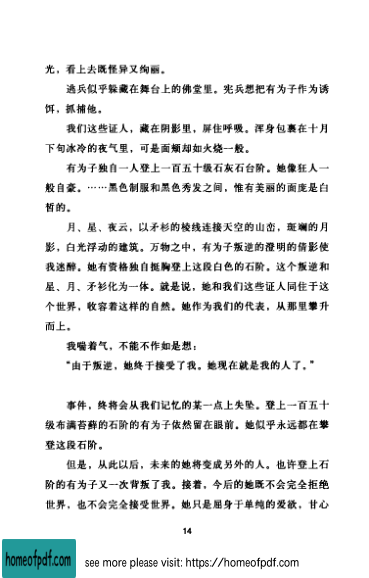 光，看上去既怪异又绚丽。
逃兵似乎躲藏在舞台上的佛堂里。宪兵想把有为子作为诱
饵，抓捕他。
我们这些证人，藏在阴影里，屏住呼吸。浑身包裹在十月
下旬冰冷的夜气里，可是面颊却如火烧一般。
有为子独自一人登上一百五十级石灰石台阶。她像狂人一
般自豪。……黑色制服和黑色秀发之间，惟有美丽的面庞是白
皙的。
月、星、夜云，以矛杉的棱线连接天空的山峦，斑斓的月
影，白光浮动的建筑。万物之中，有为子叛逆的澄明的倩影使
我迷醉。她有资格独自挺胸登上这段白色的石阶。这个叛逆和
星、月、矛杉化为一体。就是说，她和我们这些证人同住于这
个世界，收容着这样的自然。她作为我们的代表，从那里攀升
而上。
我喘着气，不能不作如是想：
“由于叛逆，她终于接受了我。她现在就是我的人了。”
事件，终将会从我们记忆的某一点上失坠。登上一百五十
级布满苔藓的石阶的有为子依然留在眼前。她似乎永远都在攀
登这段石阶。
但是，从此以后，未来的她将变成另外的人。也许登上石
阶的有为子又一次背叛了我。接着，今后的她既不会完全拒绝
世界，也不会完全接受世界。她只是屈身于单纯的爱欲，甘心
14
homeofpdf.com
see more please visit: https://homeofpdf.com